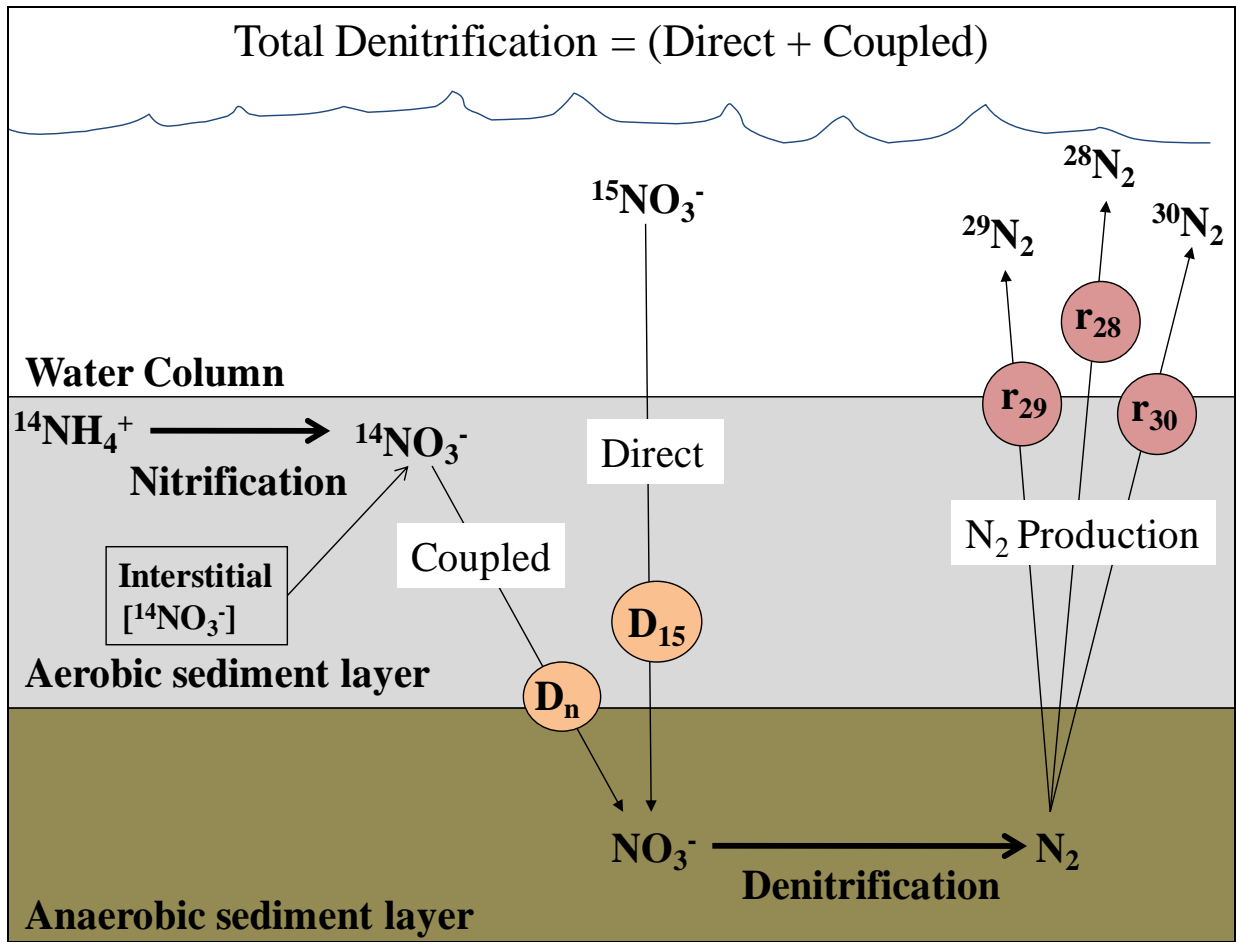 Total Denitrification = (Direct + Coupled)
¹⁵NO₃⁻
²⁸N₂
²⁹N₂
³⁰N₂
r₂₈
Water Column
r₂₉
r₃₀
¹⁴NH₄⁺
¹⁴NO₃⁻
Nitrification
Direct
N₂ Production
Coupled
Interstitial
[¹⁴NO₃⁻]
D₁₅
Aerobic sediment layer
Dₙ
NO₃⁻
N₂
Denitrification
Anaerobic sediment layer